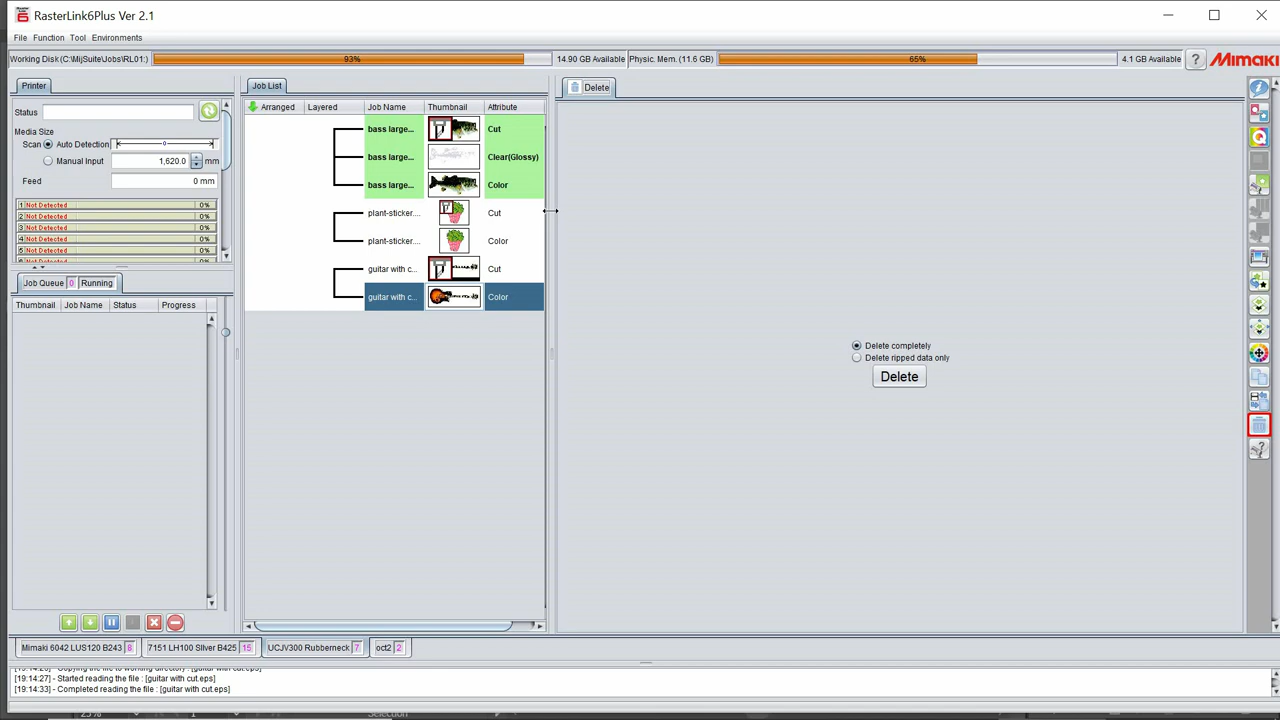 RasterLink6Plus Ver 2.1
File Function Tool Environments
Working Disk (C:\MijSuite\Jobs\RL01:) 93% 14.90 GB Available Physic. Mem. (11.6 GB) 65% 4.1 GB Available ? Mimaki
Printer
Status
Media Size
Scan Auto Detection 0
Manual Input 1,620.0 mm
Feed 0 mm
1 Not Detected 0%
2 Not Detected 0%
3 Not Detected 0%
4 Not Detected 0%
5 Not Detected 0%
Job Queue 0 Running
Thumbnail Job Name Status Progress
Job List
Arranged Layered Job Name Thumbnail Attribute
bass large... Cut
bass large... Clear(Glossy)
bass large... Color
plant-sticker.... Cut
plant-sticker.... Color
guitar with c... Cut
guitar with c... Color
Delete
Delete completely
Delete ripped data only
Delete
Mimaki 6042 LUS120 B243 8 7151 LH100 SIlver B425 15 UCJV300 Rubberneck 7 oct2 2
[19:14:27] - Started reading the file : [guitar with cut.eps]
[19:14:33] - Completed reading the file : [guitar with cut.eps]
Selection